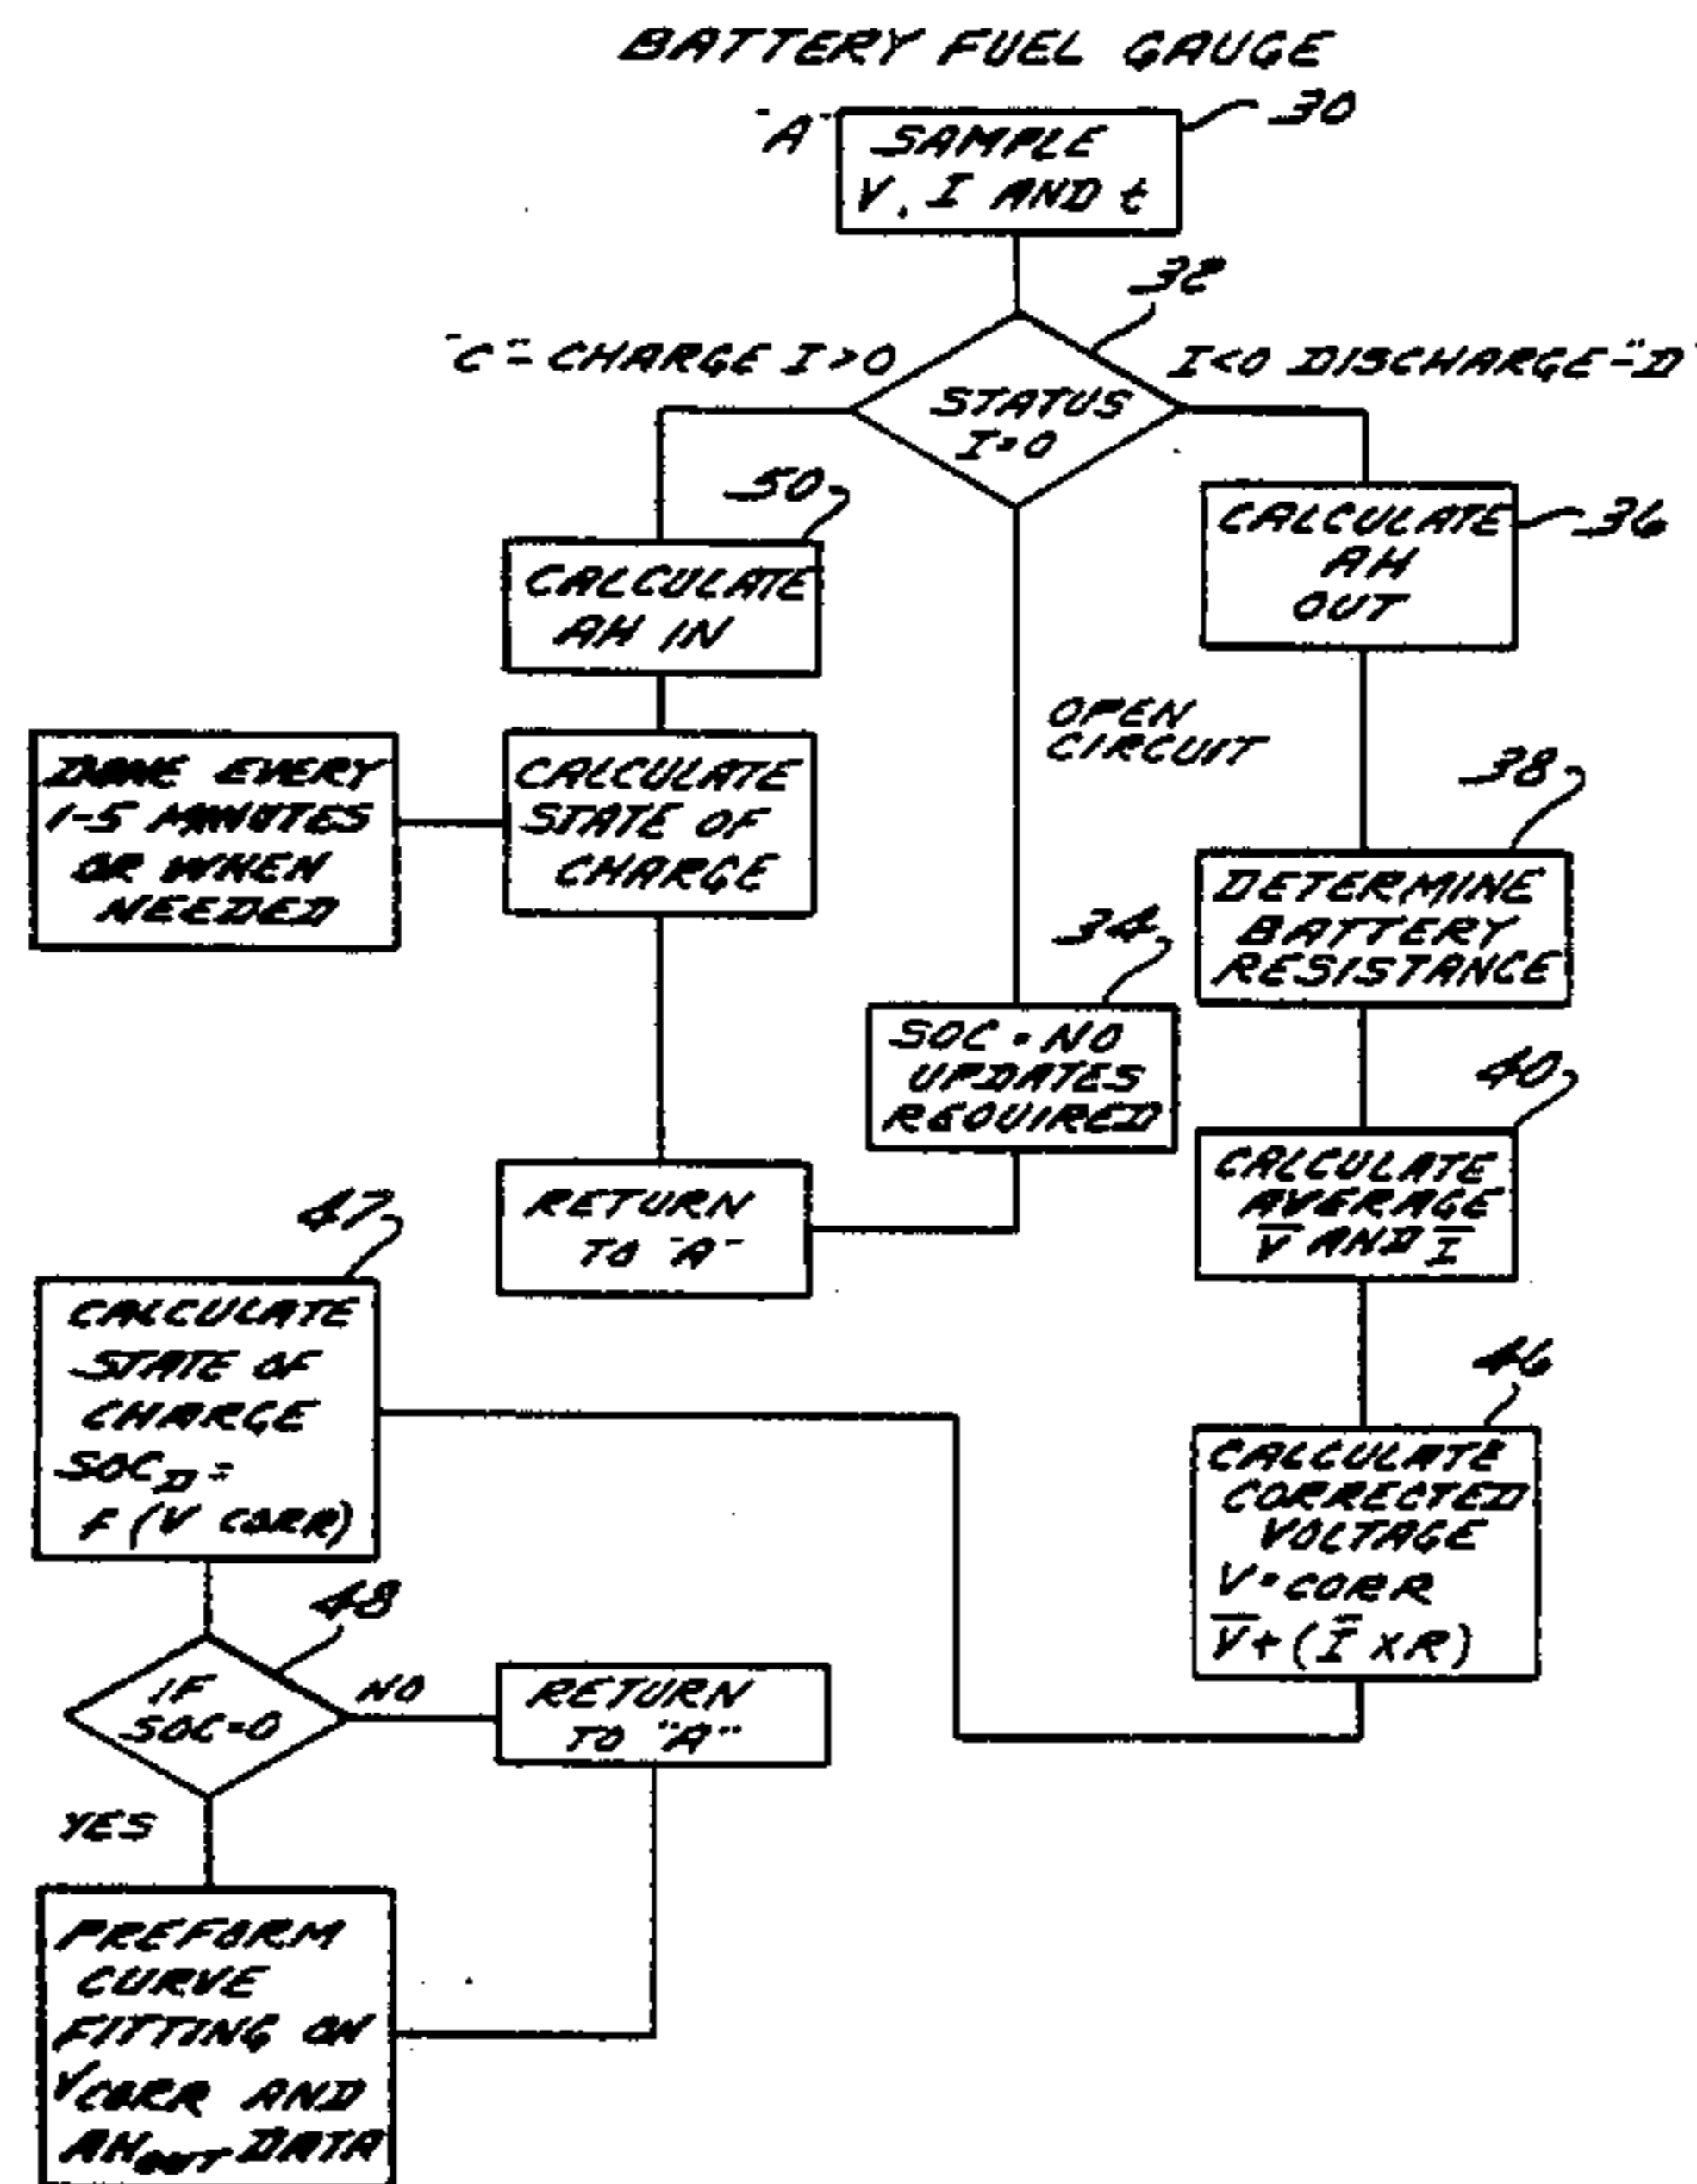 BATTERY FUEL GAUGE
"A"
30
SAMPLE
V, I AND t
32
"C"- CHARGE I>0
I<0 DISCHARGE-"D"
STATUS
I>0
50
CALCULATE
AH IN
CALCULATE
AH
OUT
36
OPEN
CIRCUIT
DONE EVERY
1-5 MINUTES
OR WHEN
NEEDED
CALCULATE
STATE OF
CHARGE
38
DETERMINE
BATTERY
RESISTANCE
34
SOC = NO
UPDATES
REQUIRED
40
CALCULATE
AVERAGE
V̅ AND I̅
RETURN
TO "A"
47
CALCULATE
STATE OF
CHARGE
SOC_D =
F (V CORR)
46
CALCULATE
CORRECTED
VOLTAGE
V=CORR
V̅+(I̅ X R)
48
IF
SOC=0
NO
RETURN
TO "A"
YES
PREFORM
CURVE
FITTING ON
VCORR AND
AHOUT DATA